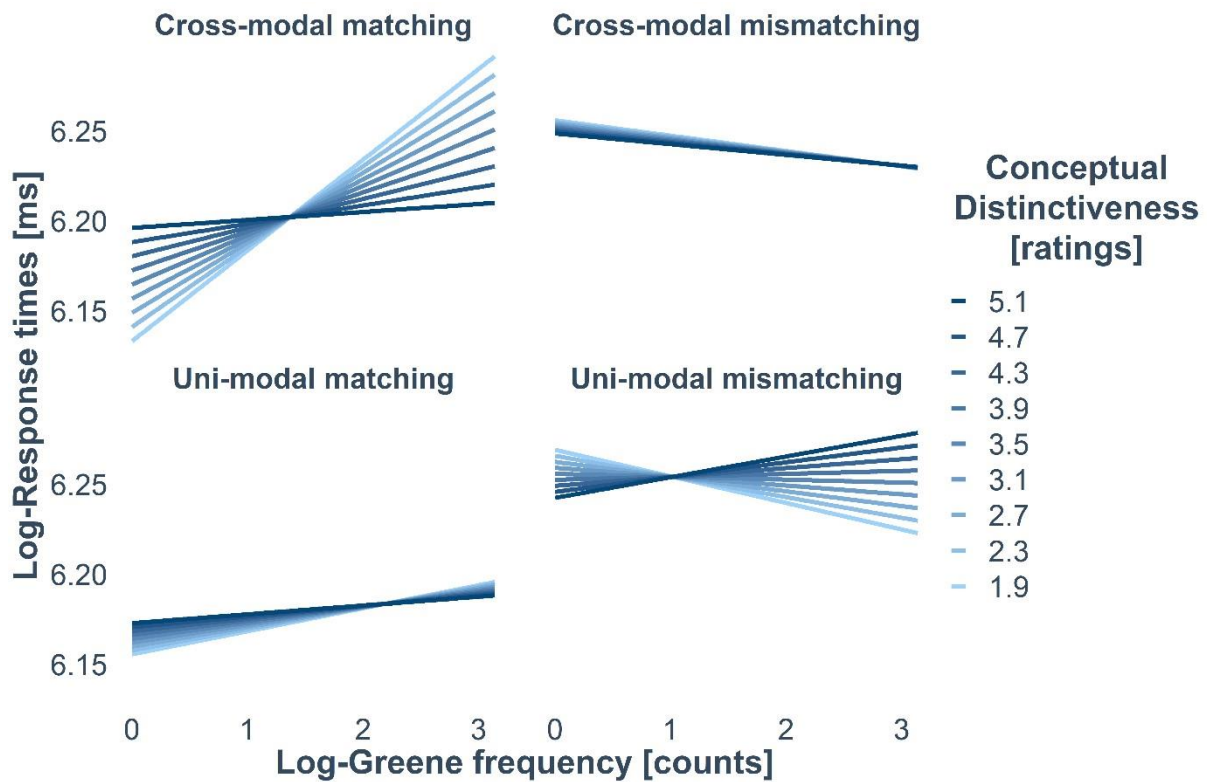 Cross-modal matching
Cross-modal mismatching
6.25
6.20
6.15
Uni-modal matching
Uni-modal mismatching
6.25
6.20
6.15
0 1 2 3
0 1 2 3
Log-Greene frequency [counts]
Log-Response times [ms]
Conceptual
Distinctiveness
[ratings]
5.1
4.7
4.3
3.9
3.5
3.1
2.7
2.3
1.9